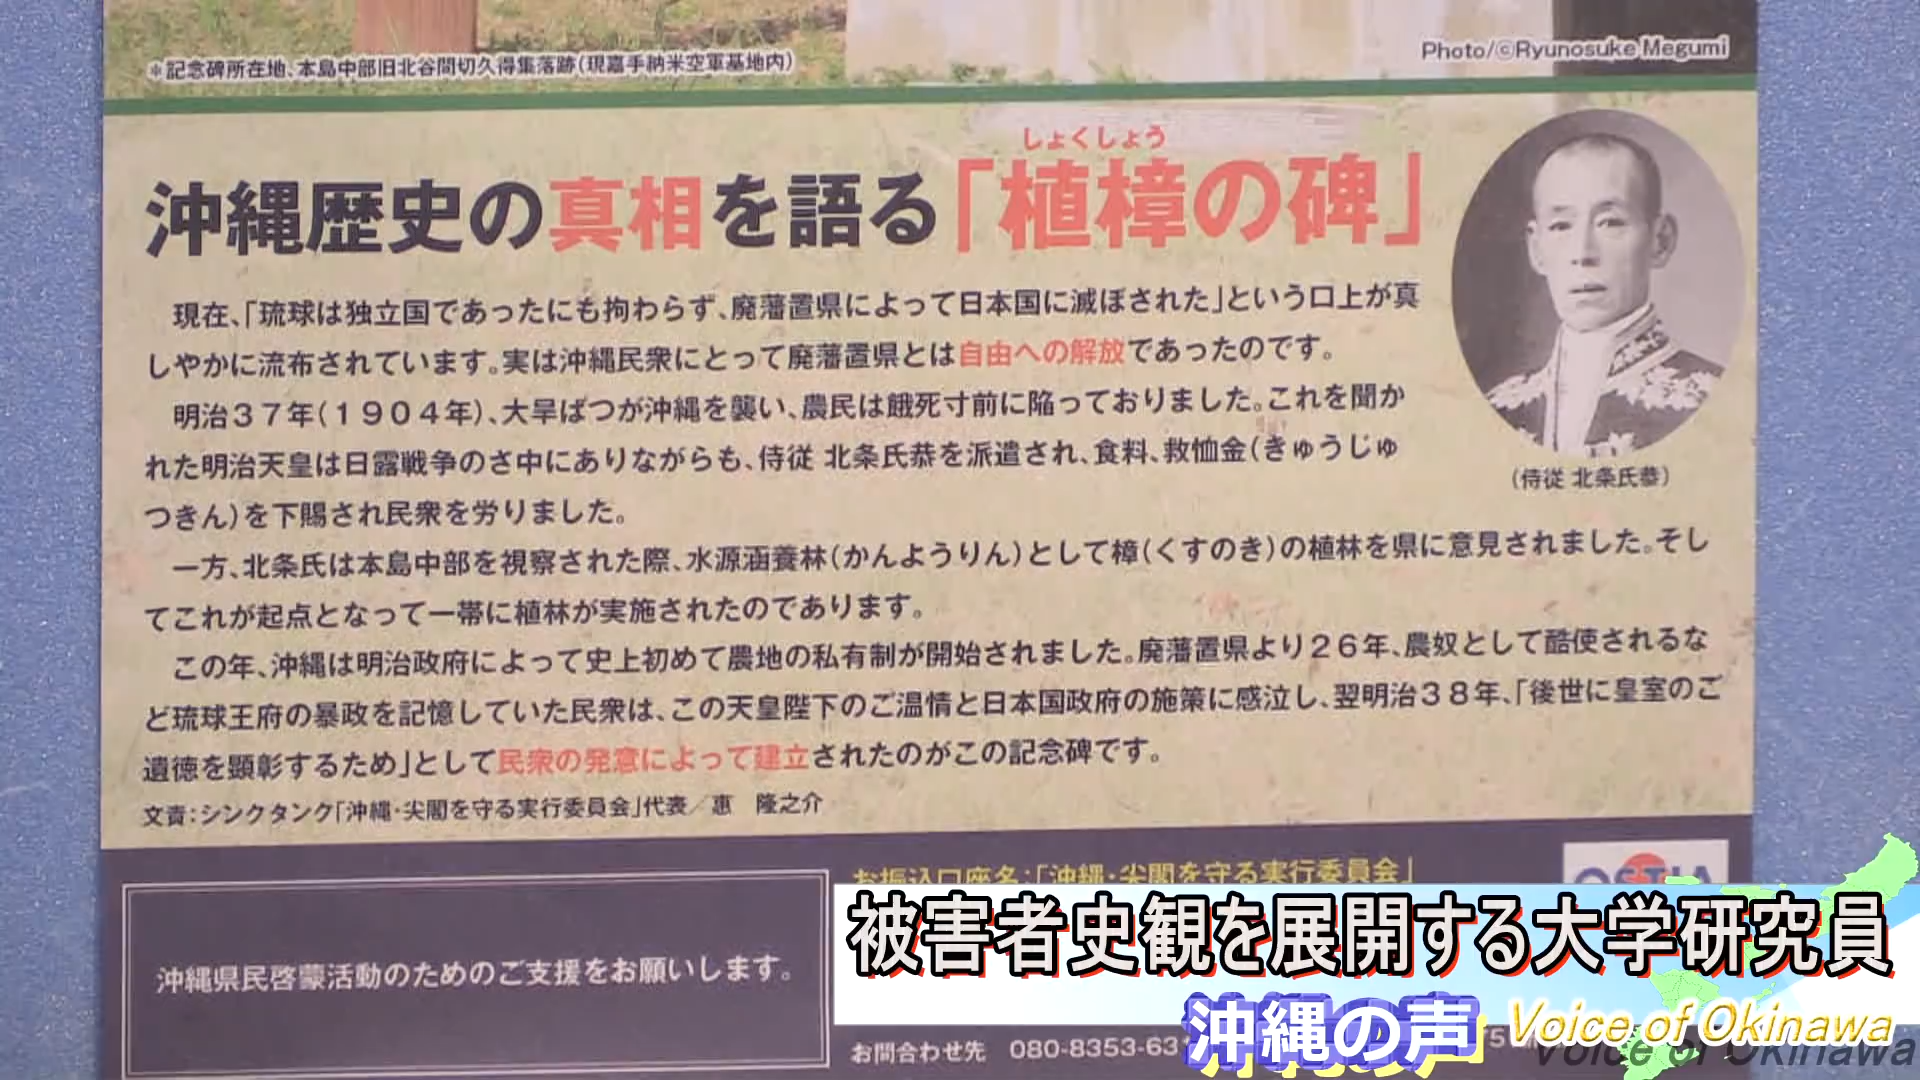 ＊記念碑所在地、本島中部旧北谷間切久得集落跡（現嘉手納米空軍基地内）
Photo/©Ryunosuke Megumi
しょくしょう
沖縄歴史の真相を語る「植樟の碑」
現在、「琉球は独立国であったにも拘わらず、廃藩置県によって日本国に滅ぼされた」という口上が真
しやかに流布されています。実は沖縄民衆にとって廃藩置県とは自由への解放であったのです。
明治３７年（１９０４年）、大旱ばつが沖縄を襲い、農民は餓死寸前に陥っておりました。これを聞か
れた明治天皇は日露戦争のさ中にありながらも、侍従 北条氏恭を派遣され、食料、救恤金（きゅうじゅ
つきん）を下賜され民衆を労りました。
（侍従 北条氏恭）
一方、北条氏は本島中部を視察された際、水源涵養林（かんようりん）として樟（くすのき）の植林を県に意見されました。そし
てこれが起点となって一帯に植林が実施されたのであります。
この年、沖縄は明治政府によって史上初めて農地の私有制が開始されました。廃藩置県より２６年、農奴として酷使されるな
ど琉球王府の暴政を記憶していた民衆は、この天皇陛下のご温情と日本国政府の施策に感泣し、翌明治３８年、「後世に皇室のご
遺徳を顕彰するため」として民衆の発意によって建立されたのがこの記念碑です。
文責：シンクタンク「沖縄・尖閣を守る実行委員会」代表／恵　隆之介
お振込口座名：「沖縄・尖閣を守る実行委員会」
沖縄県民啓蒙活動のためのご支援をお願いします。
被害者史観を展開する大学研究員
お問合わせ先 080-8353-63
沖縄の声 Voice of Okinawa